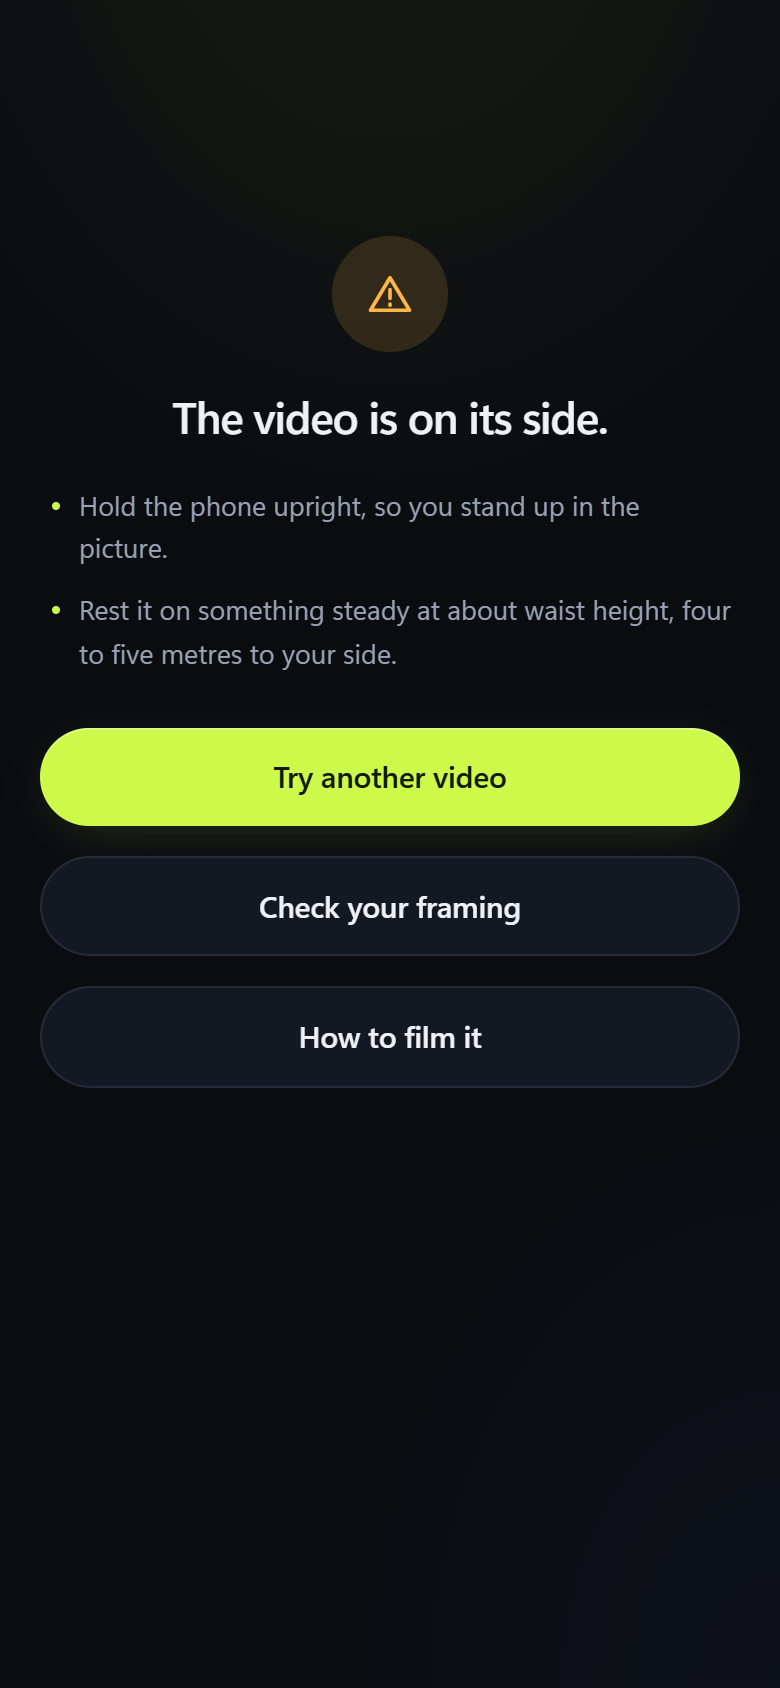 The video is on its side.
Hold the phone upright, so you stand up in the
picture.
Rest it on something steady at about waist height, four
to five metres to your side.
Try another video
Check your framing
How to film it